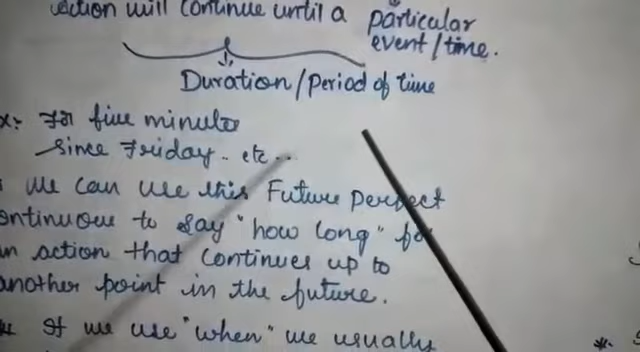 action will continue until a particular
event/time.
Duration/Period of time
x:- For five minutes
since Friday.. etc...
We can use this Future perfect
ontinuous to say "how long" for
an action that continues up to
another point in the future.
If we use "when" we usually